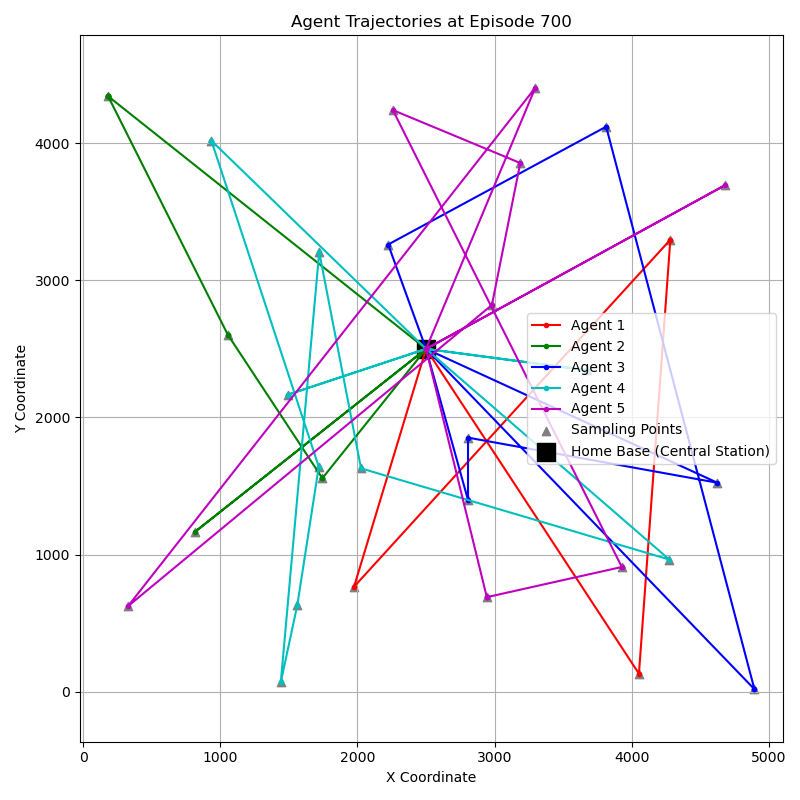 Agent Trajectories at Episode 700
Y Coordinate
4000
3000
2000
1000
0
Agent 1
Agent 2
Agent 3
Agent 4
Agent 5
Sampling Points
Home Base (Central Station)
0 1000 2000 3000 4000 5000
X Coordinate